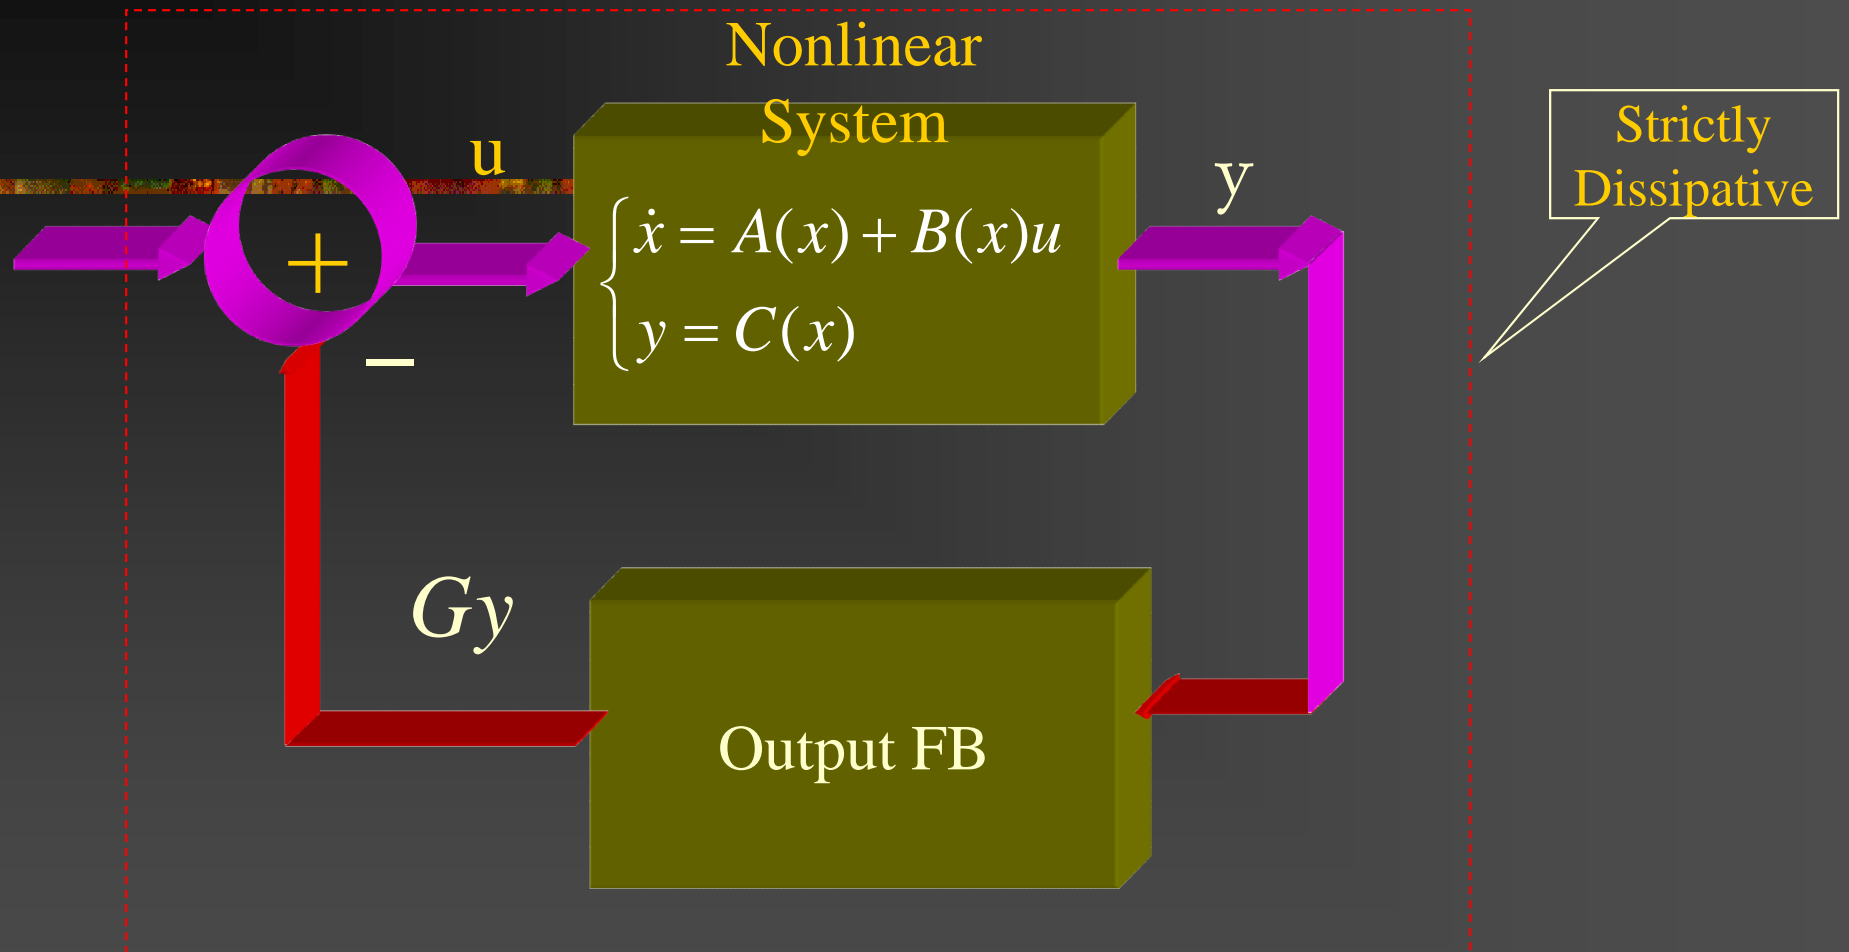 Nonlinear
System
u
y
Strictly
Dissipative
ẋ = A(x) + B(x)u
y = C(x)
+
−
Gy
Output FB